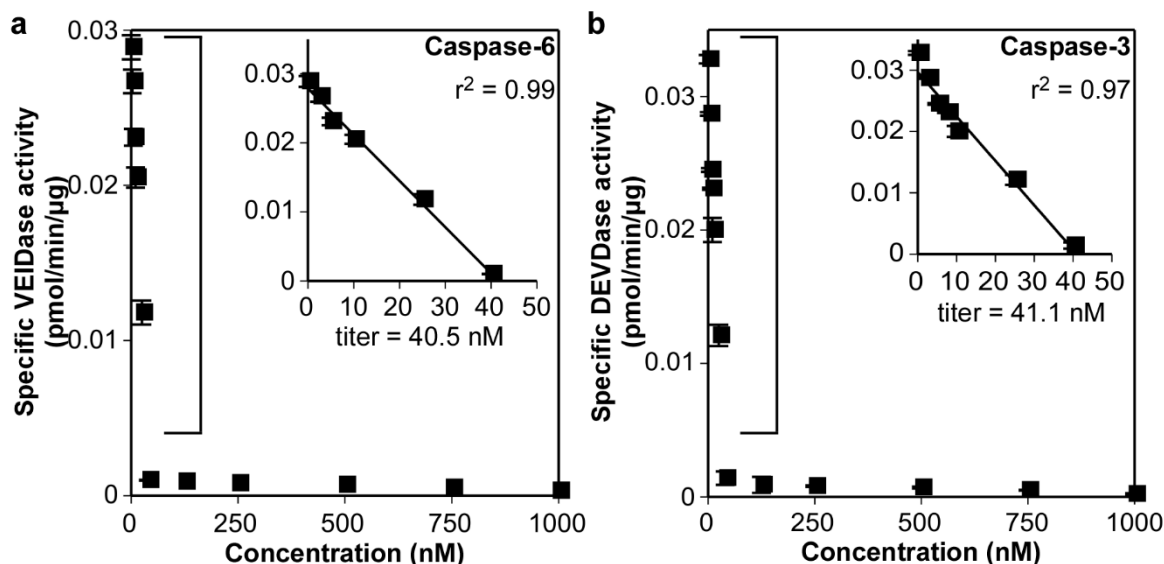 a
Specific VEIDase activity
(pmol/min/µg)
0.03
0.02
0.01
0
0
250
500
750
1000
Concentration (nM)
Caspase-6
r² = 0.99
0.04
0.03
0.02
0.01
0
0
10
20
30
40
50
titer = 40.5 nM
b
Specific DEVDase activity
(pmol/min/µg)
0.03
0.02
0.01
0
0
250
500
750
1000
Concentration (nM)
Caspase-3
r² = 0.97
0.03
0.02
0.01
0
0
10
20
30
40
50
titer = 41.1 nM